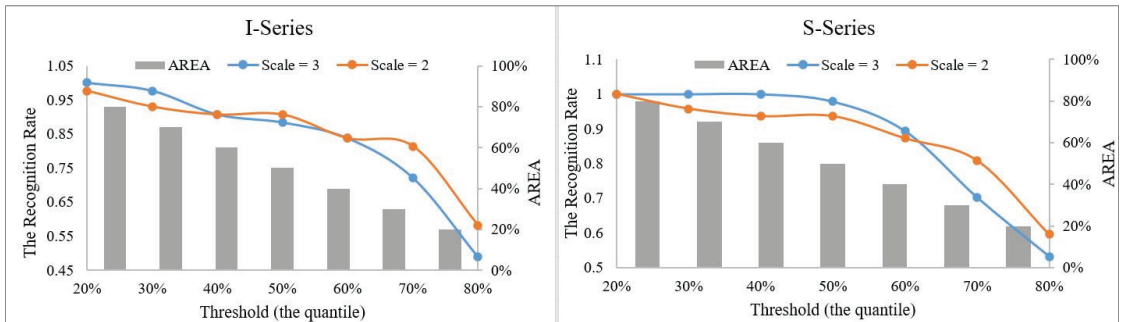 I-Series
AREA Scale = 3 Scale = 2
The Recognition Rate
1.05
0.95
0.85
0.75
0.65
0.55
0.45
100%
80%
60%
40%
20%
0%
AREA
20% 30% 40% 50% 60% 70% 80%
Threshold (the quantile)
S-Series
AREA Scale = 3 Scale = 2
The Recognition Rate
1.1
1
0.9
0.8
0.7
0.6
0.5
100%
80%
60%
40%
20%
0%
AREA
20% 30% 40% 50% 60% 70% 80%
Threshold (the quantile)